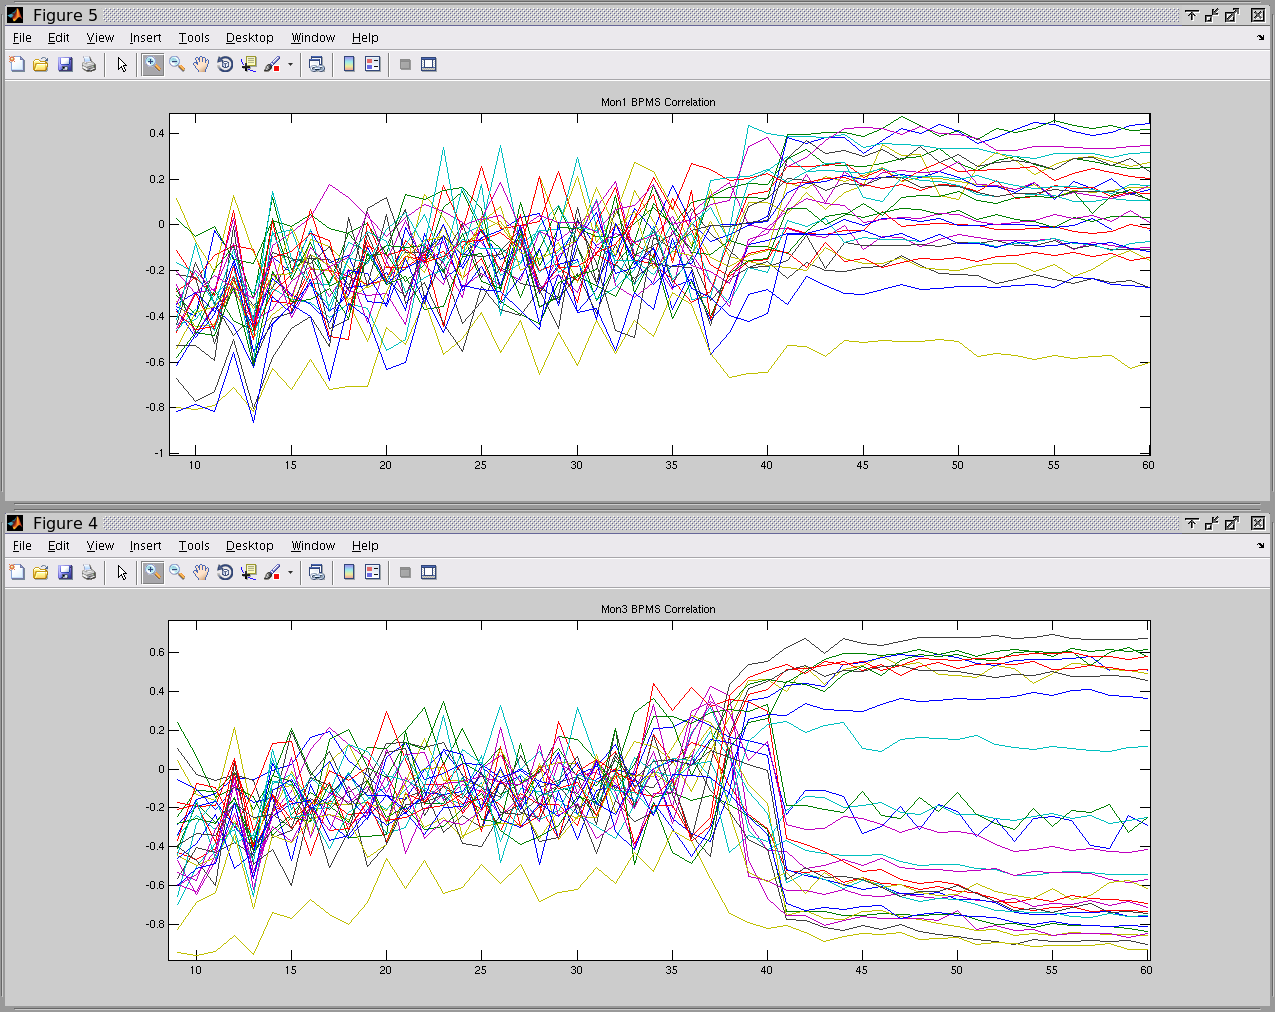 Figure 5
File Edit View Insert Tools Desktop Window Help
Mon1 BPMS Correlation
0.4
0.2
0
-0.2
-0.4
-0.6
-0.8
-1
10 15 20 25 30 35 40 45 50 55 60
Figure 4
File Edit View Insert Tools Desktop Window Help
Mon3 BPMS Correlation
0.6
0.4
0.2
0
-0.2
-0.4
-0.6
-0.8
10 15 20 25 30 35 40 45 50 55 60